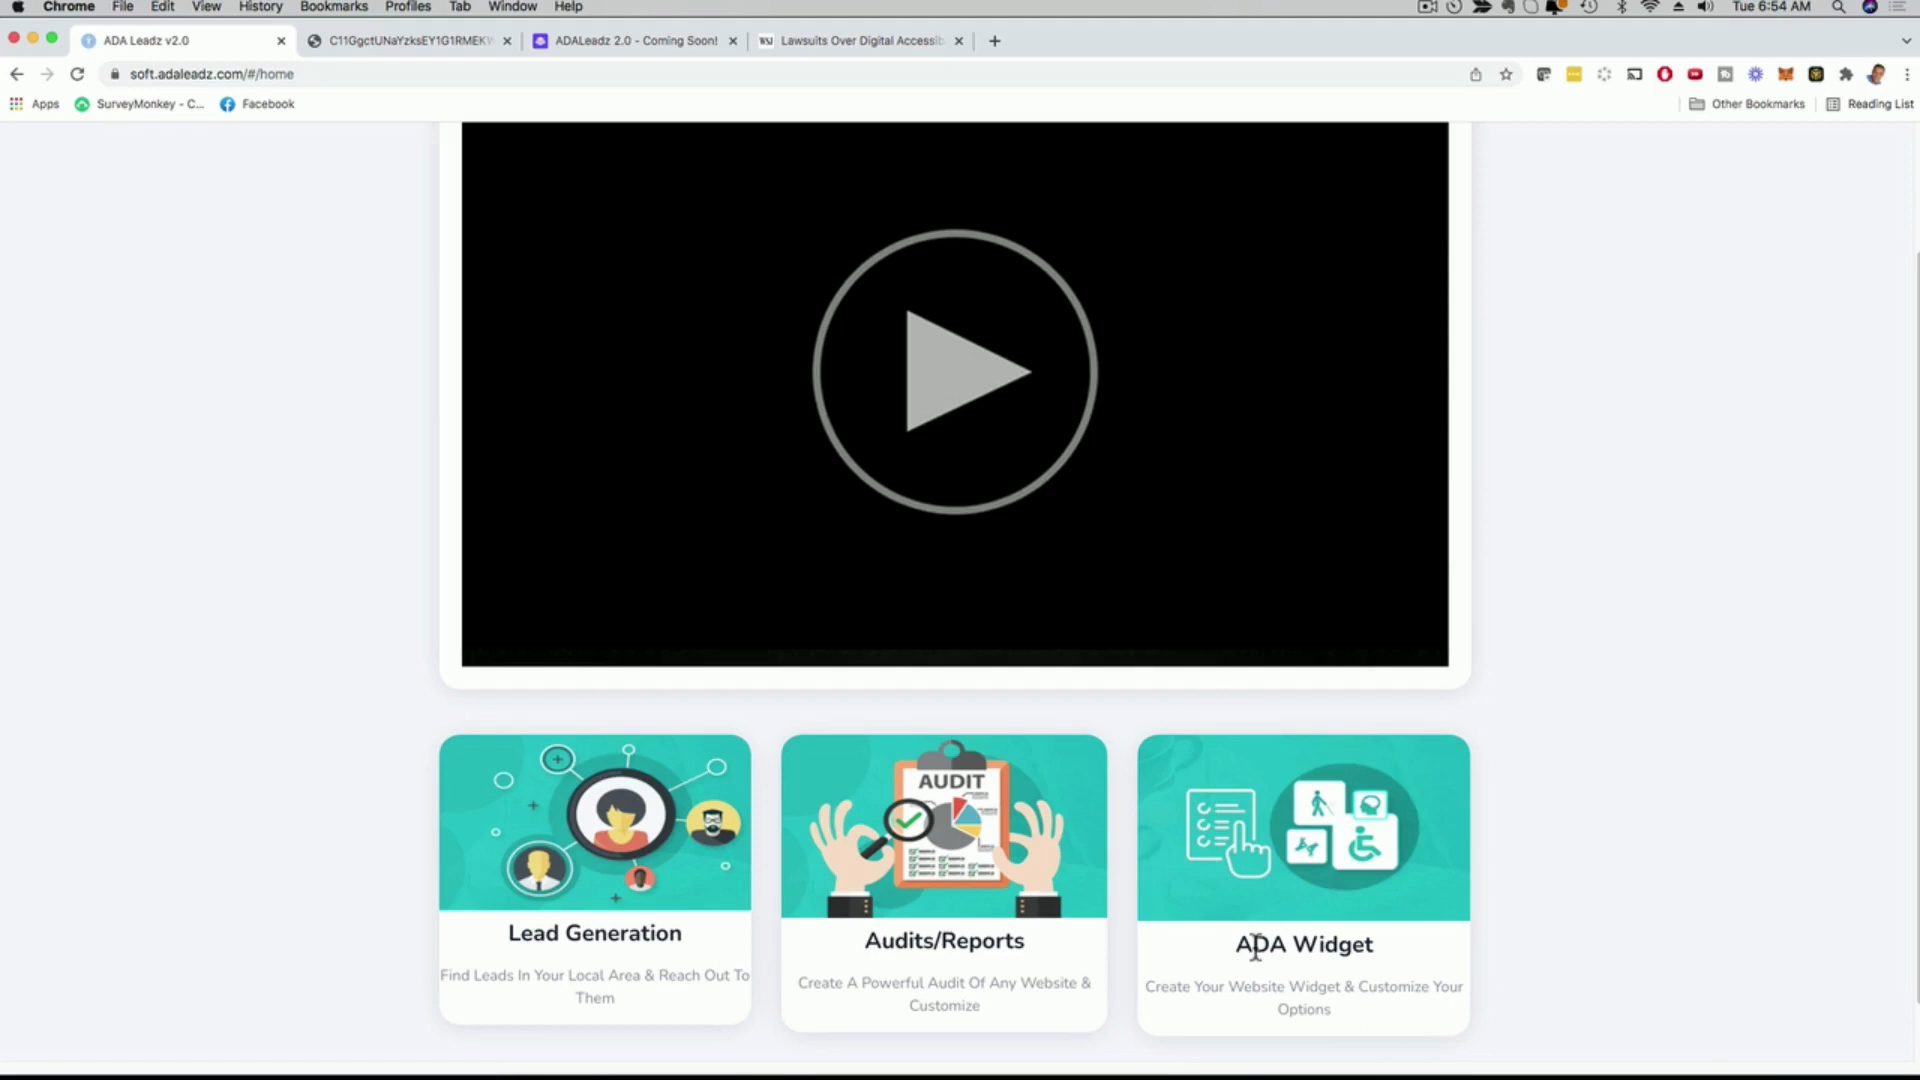 Chrome File Edit View History Bookmarks Profiles Tab Window Help Tue 6:54 AM
ADA Leadz v2.0 C11GgctUNaYzksEY1G1RMEKV ADALeadz 2.0 - Coming Soon! WSJ Lawsuits Over Digital Accessib
soft.adaleadz.com/#/home
Apps SurveyMonkey - C... Facebook Other Bookmarks Reading List
AUDIT
Lead Generation
Find Leads In Your Local Area & Reach Out To
Them
Audits/Reports
Create A Powerful Audit Of Any Website &
Customize
ADA Widget
Create Your Website Widget & Customize Your
Options